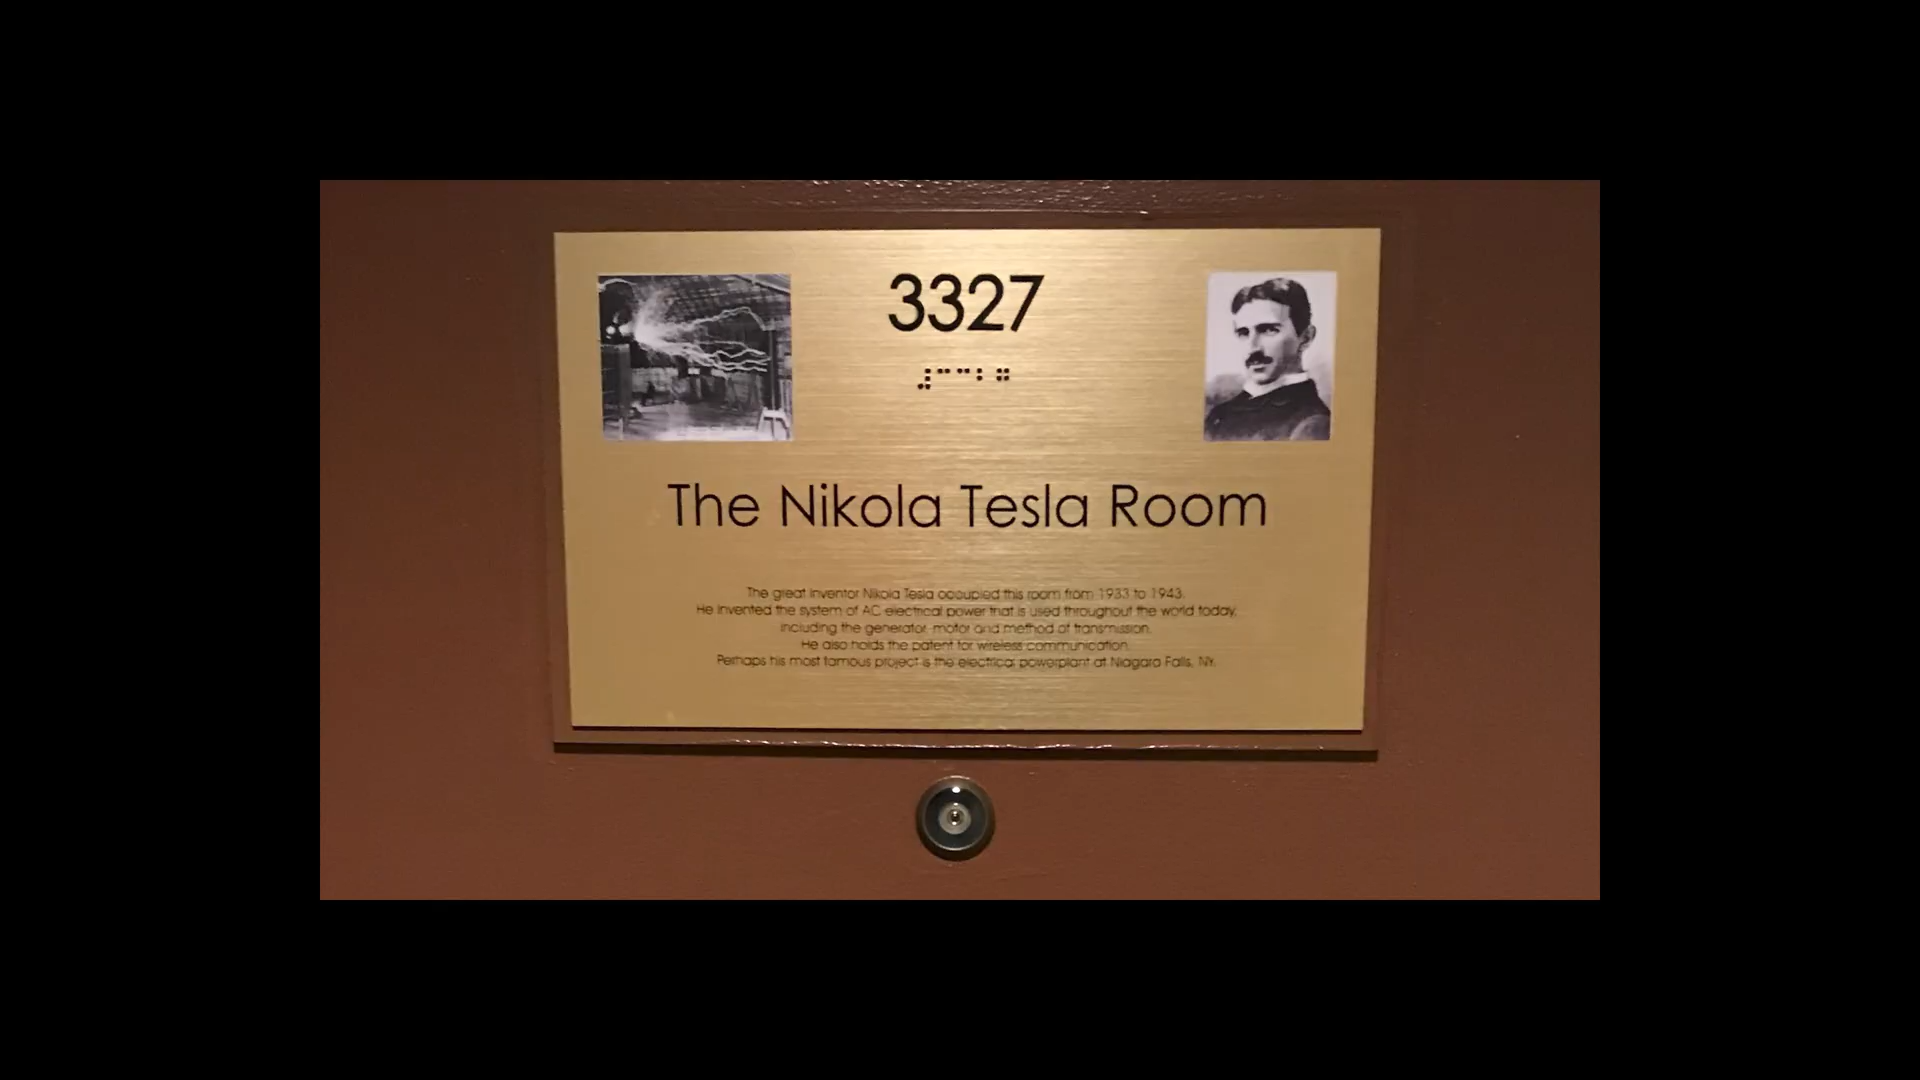 3327
⠼⠉⠉⠃⠛
The Nikola Tesla Room
The great inventor Nikola Tesla occupied this room from 1933 to 1943.
He invented the system of AC electrical power that is used throughout the world today,
including the generator, motor and method of transmission.
He also holds the patent for wireless communication.
Perhaps his most famous project is the electrical powerplant at Niagara Falls, NY.